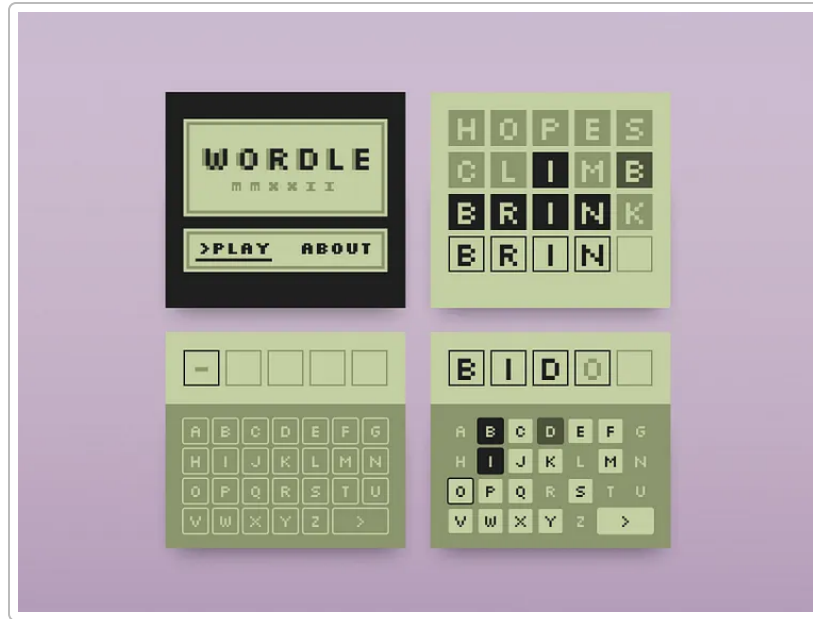 WORDLE
mmxxii
>PLAY ABOUT
HOPES
CLIMB
BRINK
BRIN
-
A B C D E F G
H I J K L M N
O P Q R S T U
V W X Y Z >
BIDO
A B C D E F G
H I J K L M N
O P Q R S T U
V W X Y Z >